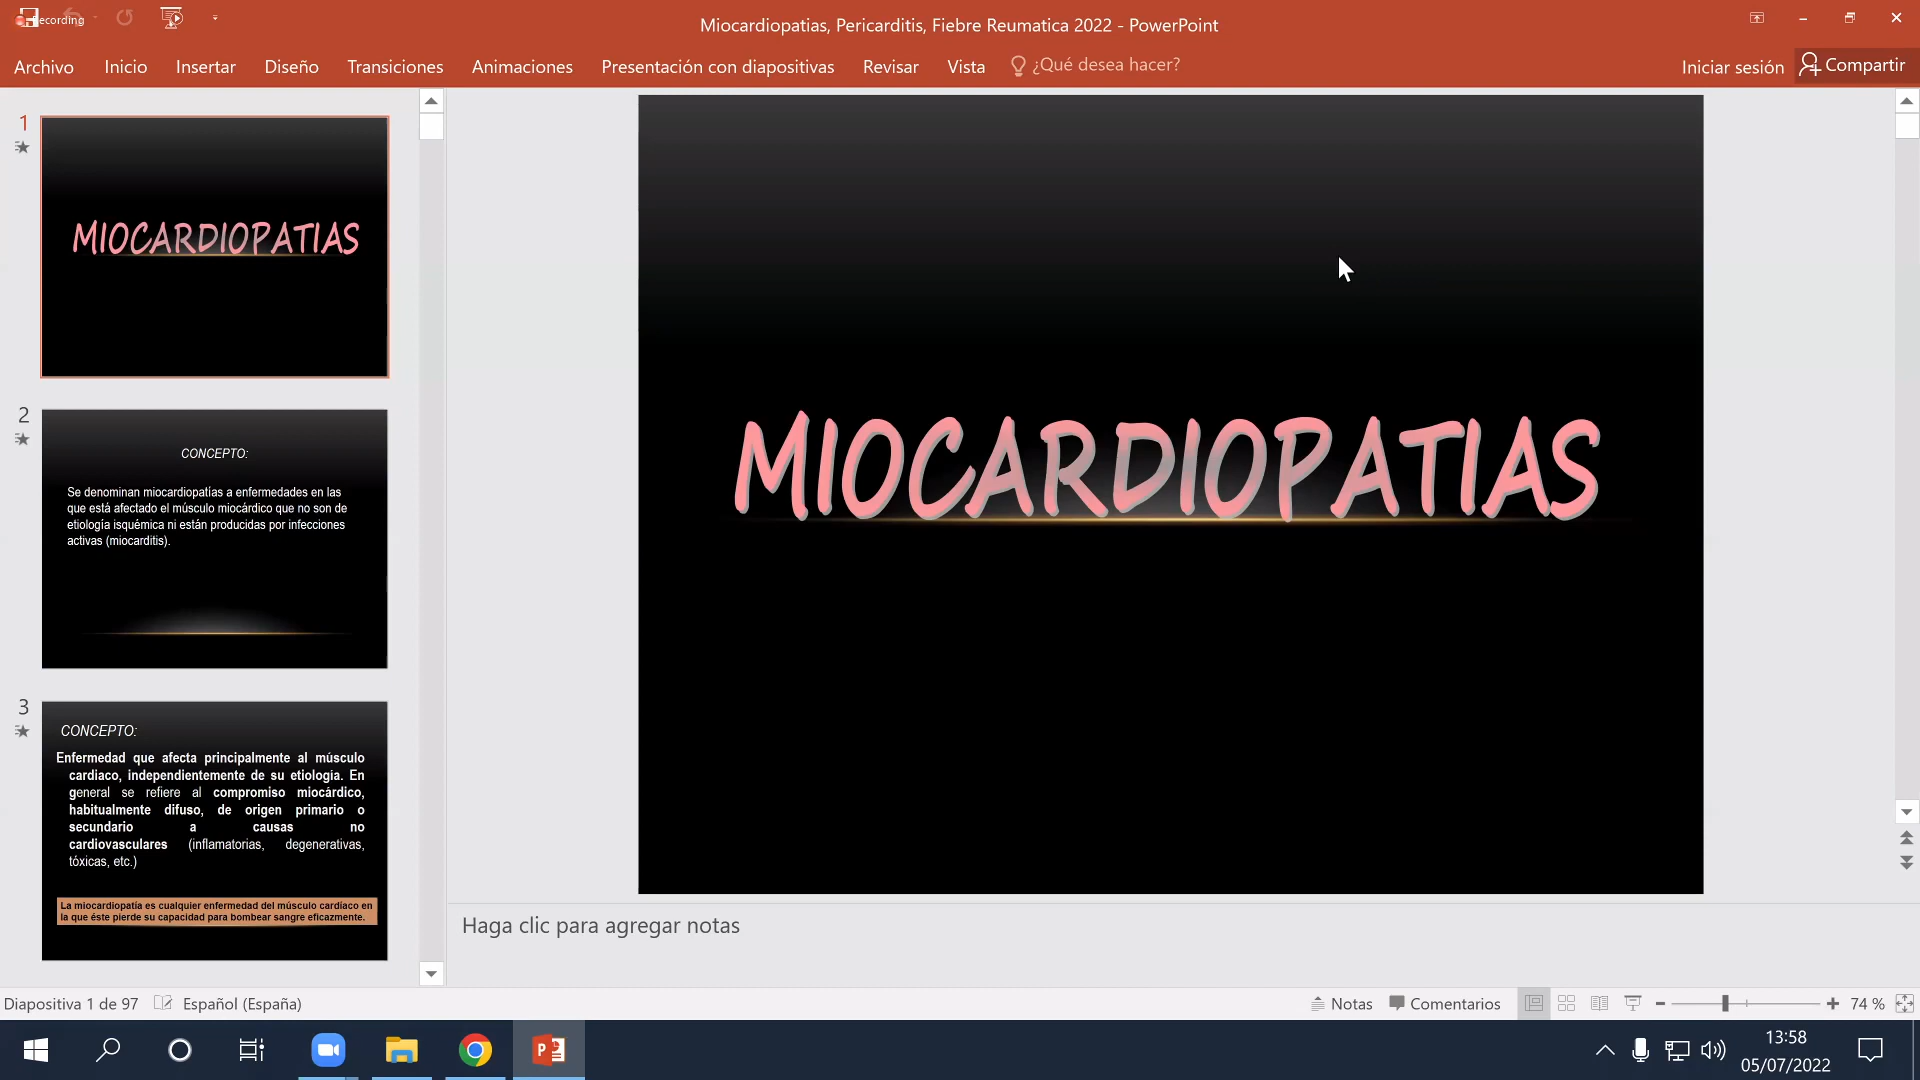 Recording
Miocardiopatias, Pericarditis, Fiebre Reumatica 2022 - PowerPoint
Archivo Inicio Insertar Diseño Transiciones Animaciones Presentación con diapositivas Revisar Vista ¿Qué desea hacer? Iniciar sesión Compartir
1
MIOCARDIOPATIAS
2
CONCEPTO:
Se denominan miocardiopatías a enfermedades en las
que está afectado el músculo miocárdico que no son de
etiología isquémica ni están producidas por infecciones
activas (miocarditis).
3
CONCEPTO:
Enfermedad que afecta principalmente al músculo
cardiaco, independientemente de su etiología. En
general se refiere al compromiso miocárdico,
habitualmente difuso, de origen primario o
secundario a causas no
cardiovasculares (inflamatorias, degenerativas,
tóxicas, etc.)
La miocardiopatía es cualquier enfermedad del músculo cardíaco en
la que éste pierde su capacidad para bombear sangre eficazmente.
MIOCARDIOPATIAS
Haga clic para agregar notas
Diapositiva 1 de 97 Español (España) Notas Comentarios 74 %
13:58
05/07/2022